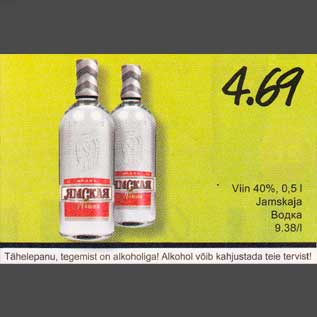 4.69
ЯМСКАЯ
ЯМСКАЯ
Viin 40%, 0,5 l
Jamskaja
Водка
9.38/l
Tähelepanu, tegemist on alkoholiga! Alkohol võib kahjustada teie tervist!